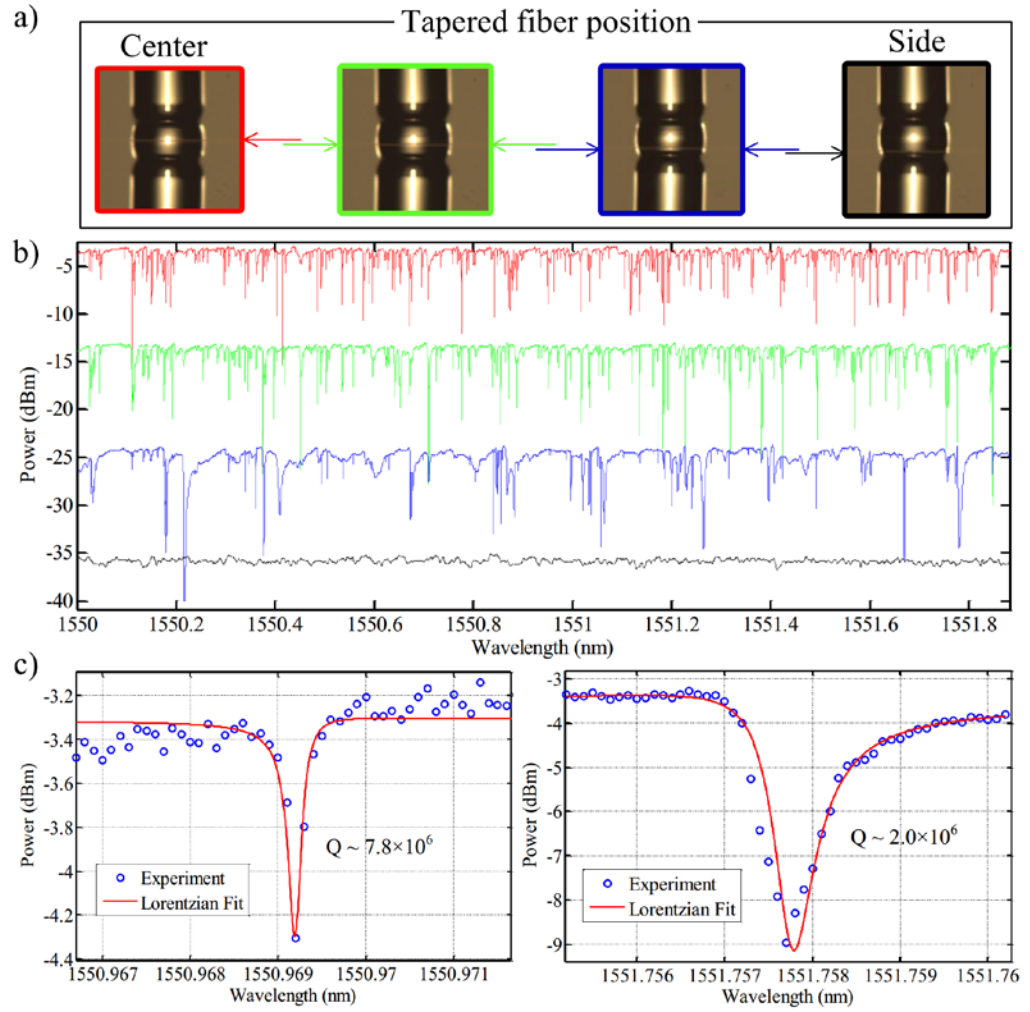 a)
Tapered fiber position
Center
Side
b)
-5
-10
-15
-20
-25
-30
-35
-40
Power (dBm)
1550
1550.2
1550.4
1550.6
1550.8
1551
1551.2
1551.4
1551.6
1551.8
Wavelength (nm)
c)
-3.2
-3.4
-3.6
-3.8
-4
-4.2
-4.4
Power (dBm)
Q ~ 7.8×10⁶
Experiment
Lorentzian Fit
1550.967
1550.968
1550.969
1550.97
1550.971
Wavelength (nm)
-3
-4
-5
-6
-7
-8
-9
Power (dBm)
Q ~ 2.0×10⁶
Experiment
Lorentzian Fit
1551.756
1551.757
1551.758
1551.759
1551.76
Wavelength (nm)